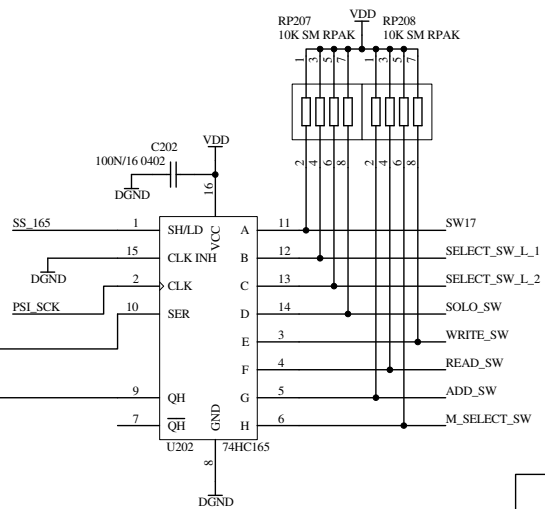 RP207 VDD RP208
10K SM RPAK 10K SM RPAK
1 3 5 7 1 3 5 7
2 4 6 8 2 4 6 8
C202 VDD
100N/16 0402
DGND
16
SS_165 1 SH/LD VCC A 11 SW17
15 CLK INH B 12 SELECT_SW_L_1
DGND
PSI_SCK 2 CLK C 13 SELECT_SW_L_2
10 SER D 14 SOLO_SW
E 3 WRITE_SW
F 4 READ_SW
9 QH GND G 5 ADD_SW
7 QH H 6 M_SELECT_SW
U202 74HC165
8
DGND